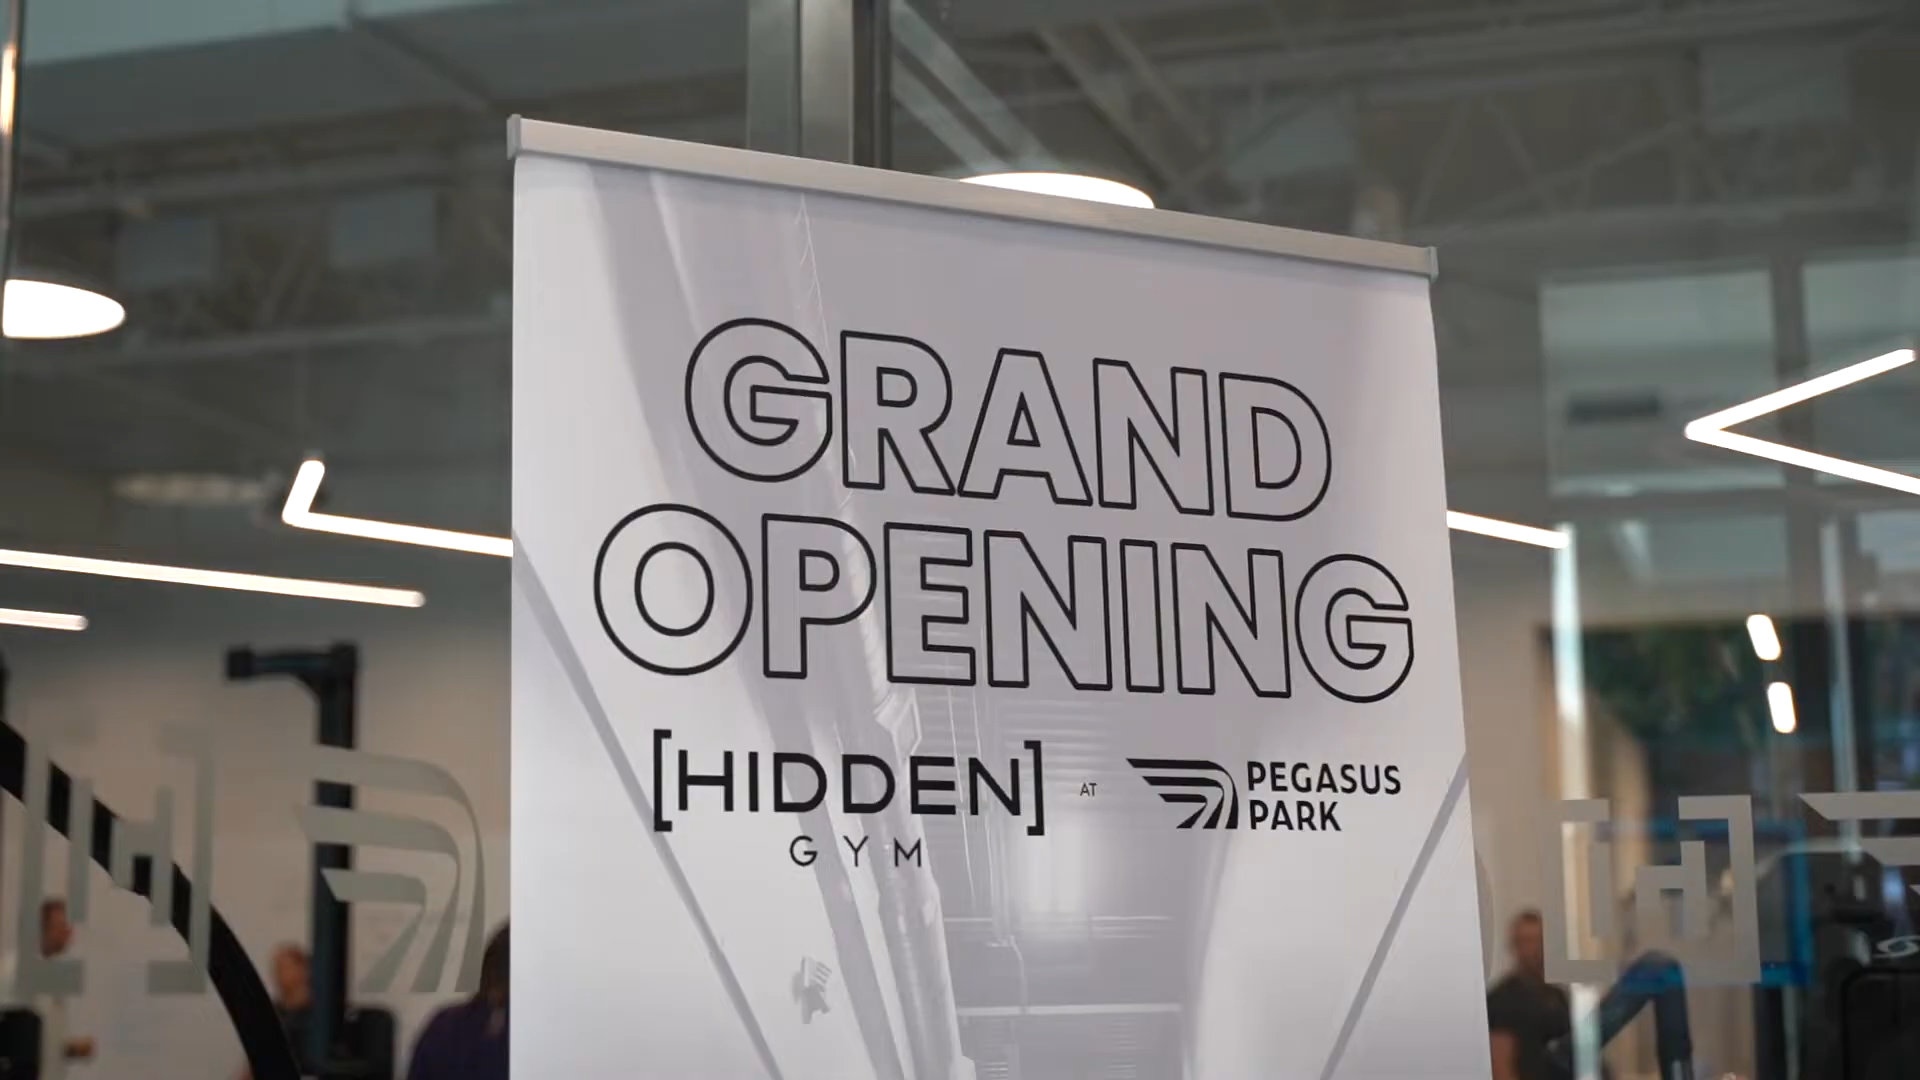 GRAND
OPENING
[HIDDEN]
GYM
AT
PEGASUS
PARK
[h]